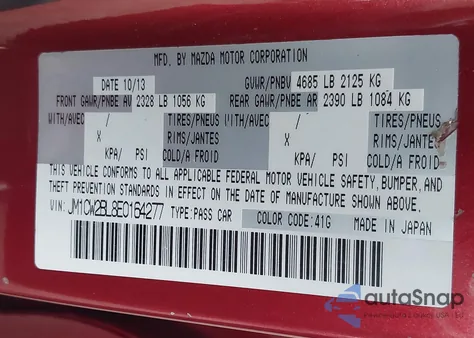 MFD. BY MAZDA MOTOR CORPORATION
DATE 10/13 GVWR/PNBV 4685 LB 2125 KG
FRONT GAWR/PNBE AV 2328 LB 1056 KG REAR GAWR/PNBE AR 2390 LB 1084 KG
WITH/AVEC / TIRES/PNEUS WITH/AVEC / TIRES/PNEUS
X RIMS/JANTES X RIMS/JANTES
KPA/ PSI COLD/A FROID KPA/ PSI COLD/A FROID
THIS VEHICLE CONFORMS TO ALL APPLICABLE FEDERAL MOTOR VEHICLE SAFETY, BUMPER, AND
THEFT PREVENTION STANDARDS IN EFFECT ON THE DATE OF MANUFACTURE SHOWN ABOVE.
VIN: JM1CW2BL8E0164277 TYPE:PASS CAR COLOR CODE:41G MADE IN JAPAN
autoSnap